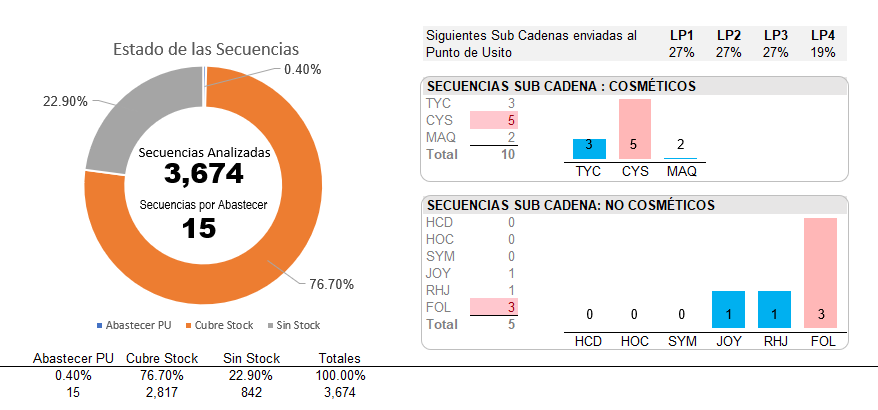 Estado de las Secuencias
0.40%
22.90%
Secuencias Analizadas
3,674
Secuencias por Abastecer
15
76.70%
Abastecer PU Cubre Stock Sin Stock
Abastecer PU Cubre Stock Sin Stock Totales
0.40% 76.70% 22.90% 100.00%
15 2,817 842 3,674
Siguientes Sub Cadenas enviadas al LP1 LP2 LP3 LP4
Punto de Usito 27% 27% 27% 19%
SECUENCIAS SUB CADENA : COSMÉTICOS
TYC 3
CYS 5
MAQ 2
Total 10
3 5 2
TYC CYS MAQ
SECUENCIAS SUB CADENA: NO COSMÉTICOS
HCD 0
HOC 0
SYM 0
JOY 1
RHJ 1
FOL 3
Total 5
0 0 0 1 1 3
HCD HOC SYM JOY RHJ FOL